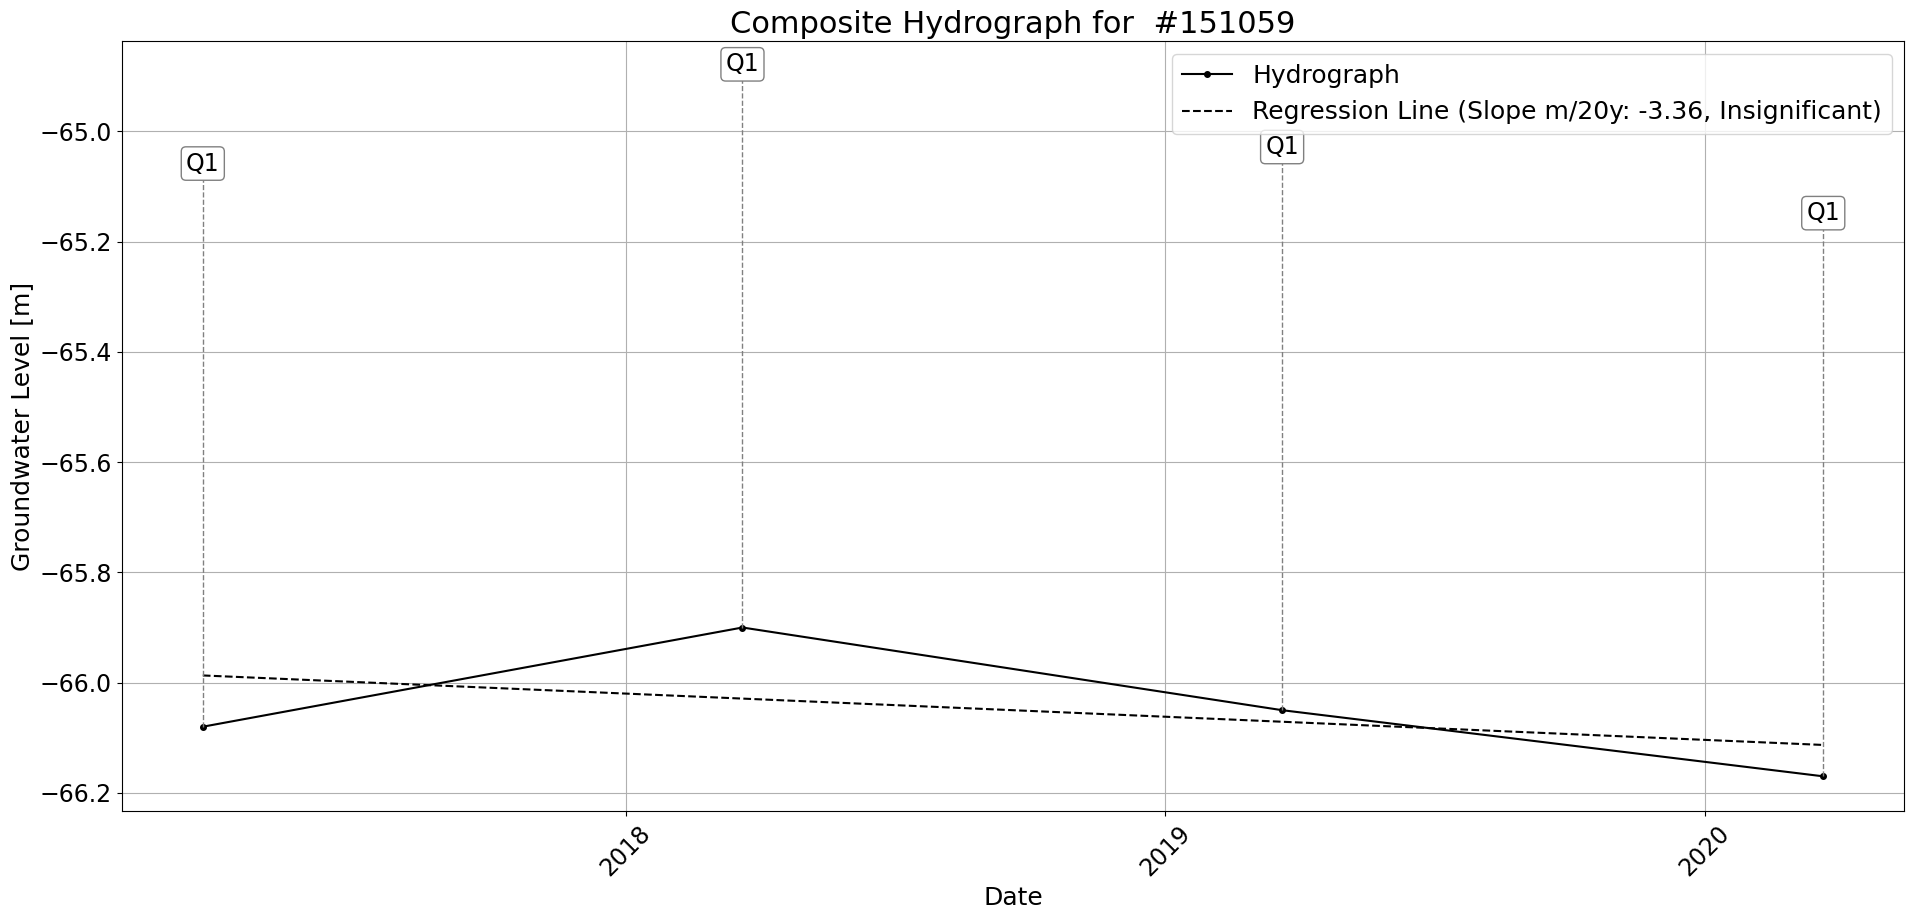 Composite Hydrograph for  #151059
Q1
Hydrograph
Regression Line (Slope m/20y: -3.36, Insignificant)
Q1
Q1
Q1
Groundwater Level [m]
−65.0
−65.2
−65.4
−65.6
−65.8
−66.0
−66.2
2018
2019
2020
Date